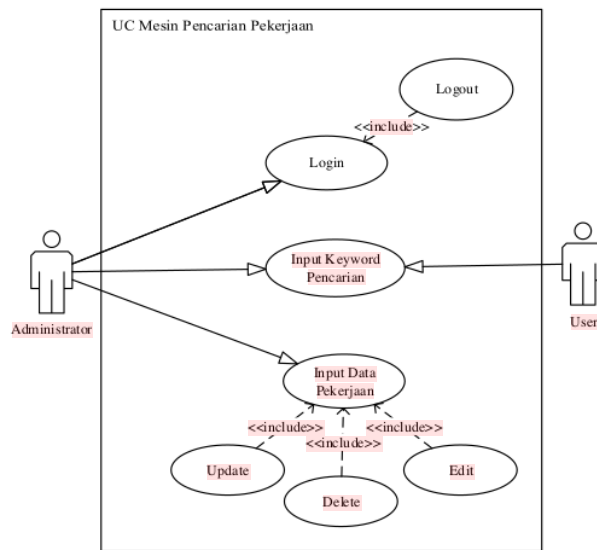 UC Mesin Pencarian Pekerjaan
Logout
<<include>>
Login
Input Keyword
Pencarian
Administrator
User
Input Data
Pekerjaan
<<include>>
<<include>>
<<include>>
Update
Delete
Edit